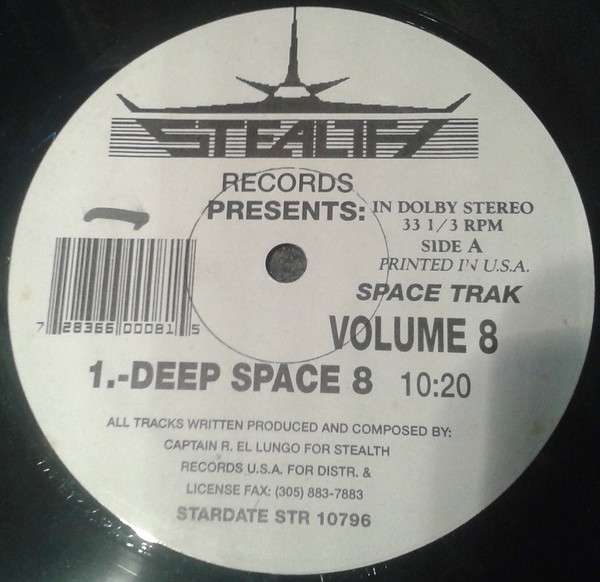 STEALTH
RECORDS
PRESENTS:
IN DOLBY STEREO
33 1/3 RPM
SIDE A
PRINTED IN U.S.A.
SPACE TRAK
VOLUME 8
7 28366 00081 5
1.-DEEP SPACE 8 10:20
ALL TRACKS WRITTEN PRODUCED AND COMPOSED BY:
CAPTAIN R. EL LUNGO FOR STEALTH
RECORDS U.S.A. FOR DISTR. &
LICENSE FAX: (305) 883-7883
STARDATE STR 10796